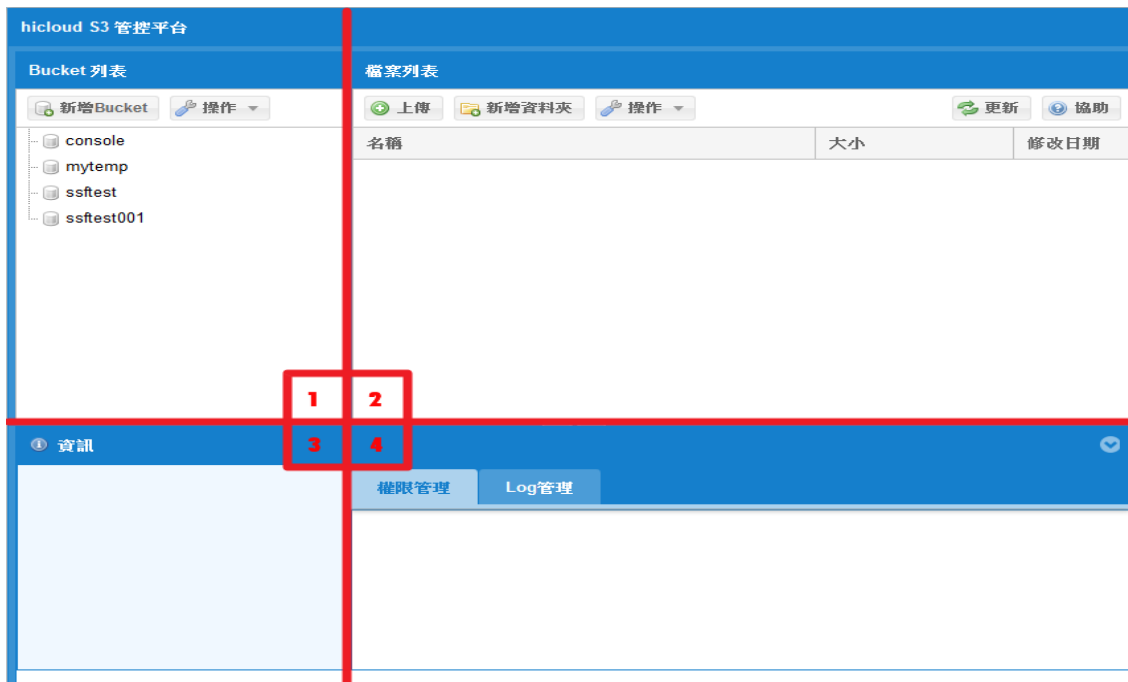 hicloud S3 管控平台
Bucket 列表
檔案列表
新增Bucket 操作
上傳 新增資料夾 操作 更新 協助
名稱 大小 修改日期
console
mytemp
ssftest
ssftest001
1 2
資訊 3 4
權限管理 Log管理